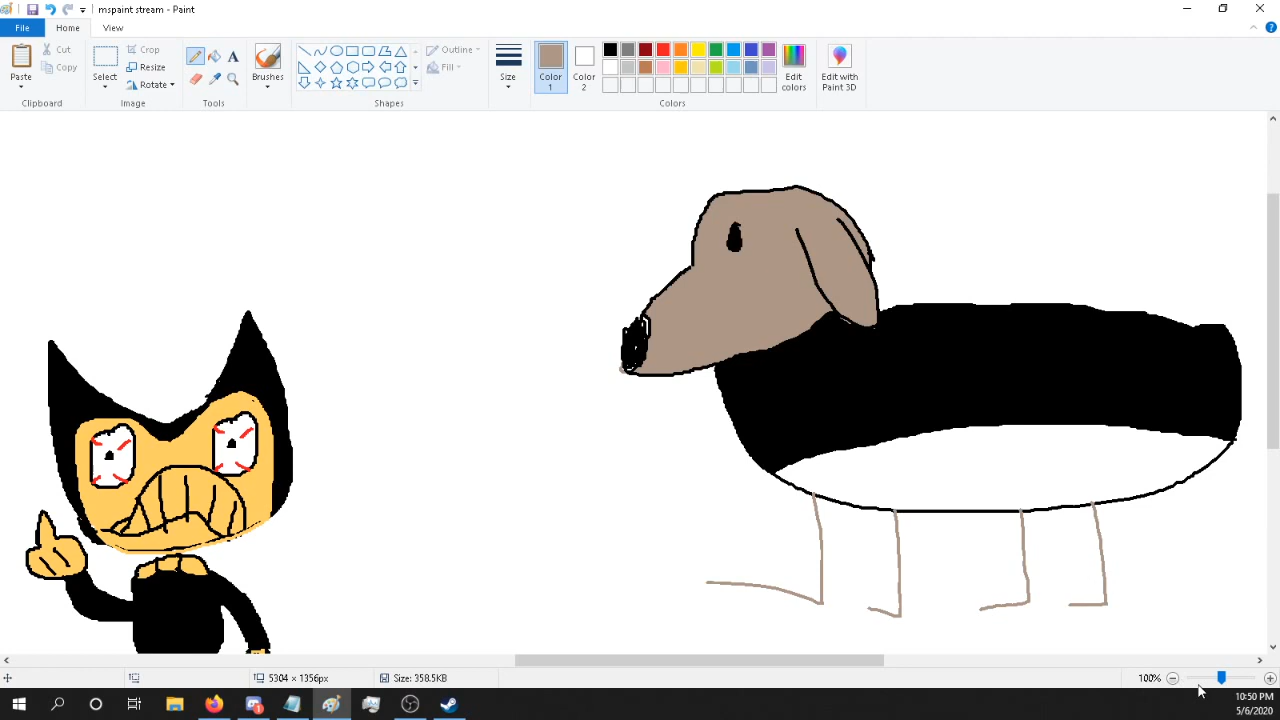 mspaint stream - Paint
File Home View
Paste
Cut
Copy
Clipboard
Select
Crop
Resize
Rotate
Image
A
Tools
Brushes
Outline
Fill
Shapes
Size
Color
1
Color
2
Edit
colors
Edit with
Paint 3D
Colors
5304 × 1356px
Size: 358.5KB
100%
10:50 PM
5/6/2020